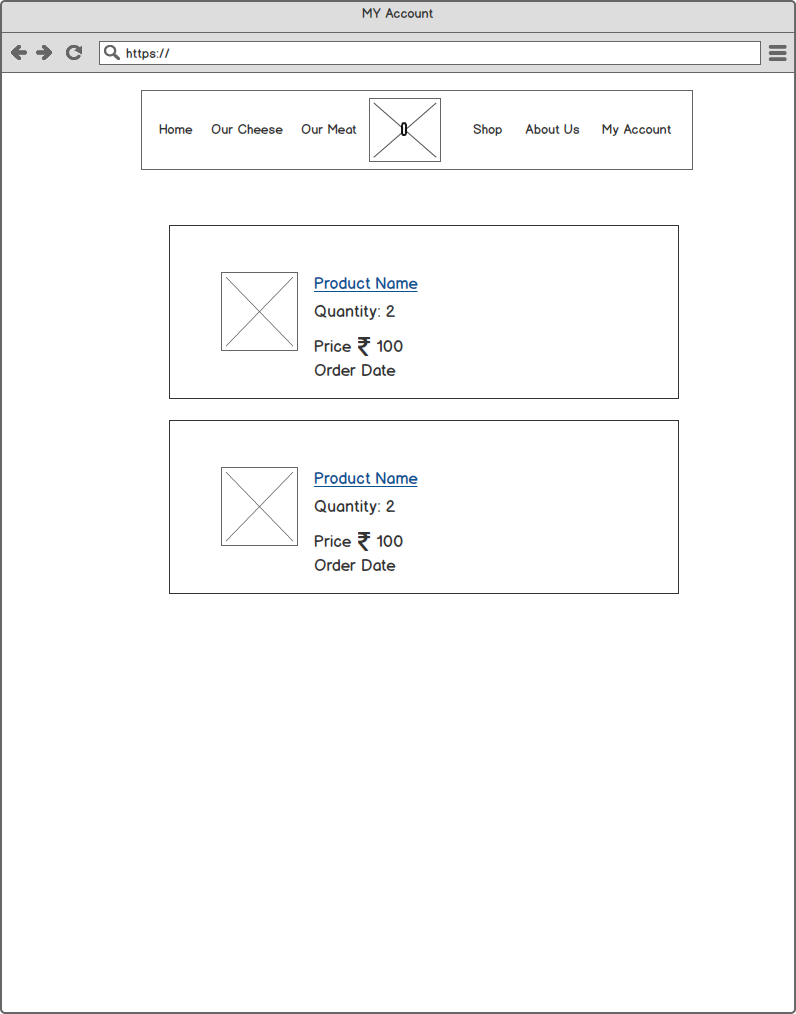 MY Account
https://
Home Our Cheese Our Meat Shop About Us My Account
Product Name
Quantity: 2
Price ₹ 100
Order Date
Product Name
Quantity: 2
Price ₹ 100
Order Date